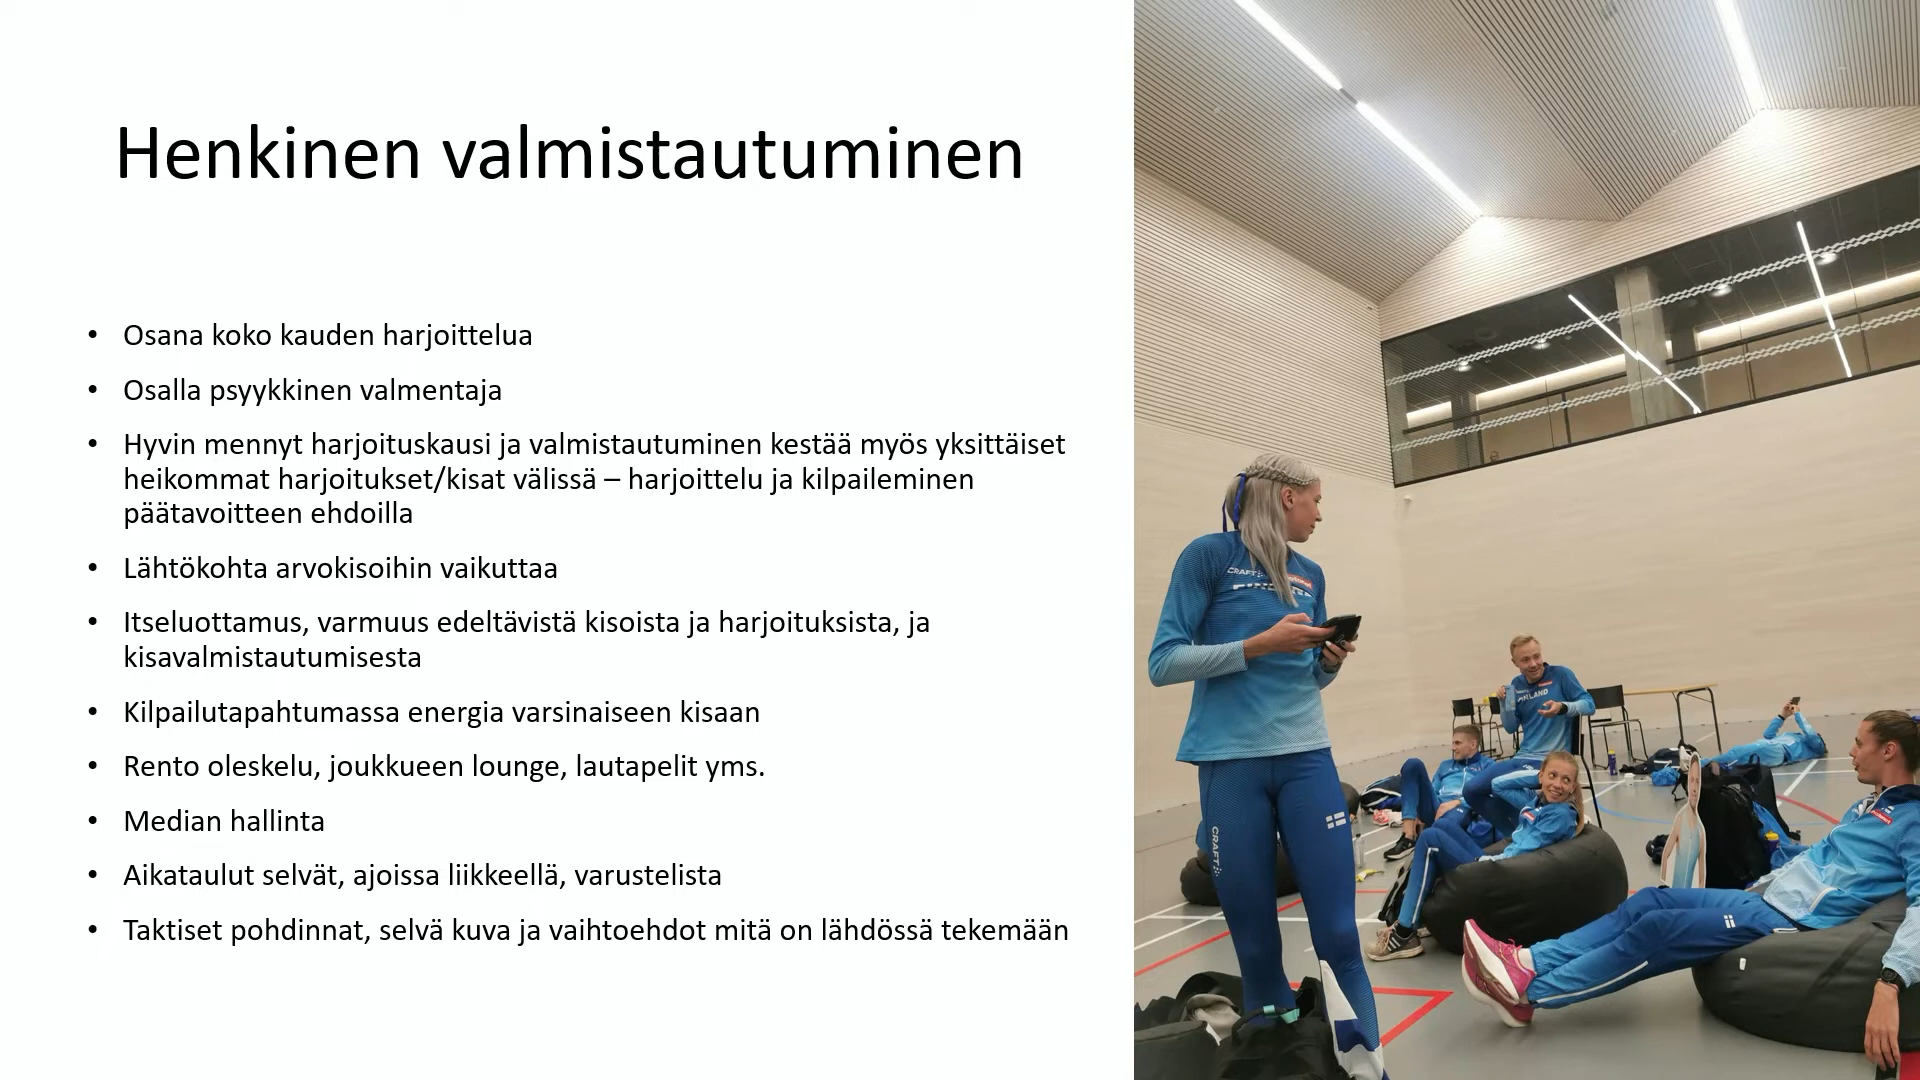 Henkinen valmistautuminen
• Osana koko kauden harjoittelua
• Osalla psyykkinen valmentaja
• Hyvin mennyt harjoituskausi ja valmistautuminen kestää myös yksittäiset
heikommat harjoitukset/kisat välissä – harjoittelu ja kilpaileminen
päätavoitteen ehdoilla
• Lähtökohta arvokisoihin vaikuttaa
• Itseluottamus, varmuus edeltävistä kisoista ja harjoituksista, ja
kisavalmistautumisesta
• Kilpailutapahtumassa energia varsinaiseen kisaan
• Rento oleskelu, joukkueen lounge, lautapelit yms.
• Median hallinta
• Aikataulut selvät, ajoissa liikkeellä, varustelista
• Taktiset pohdinnat, selvä kuva ja vaihtoehdot mitä on lähdössä tekemään
CRAFT
CRAFT